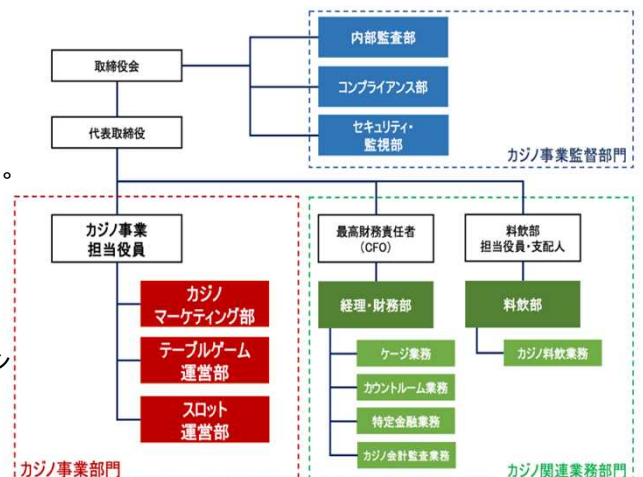 内部監査部
取締役会
コンプライアンス部
代表取締役
セキュリティ・
監視部
カジノ事業監督部門
。
カジノ事業
担当役員
最高財務責任者
(CFO)
料飲部
担当役員・支配人
カジノ
マーケティング部
経理・財務部
料飲部
テーブルゲーム
運営部
ケージ業務
カジノ料飲業務
ン
カウントルーム業務
スロット
運営部
特定金融業務
カジノ会計監査業務
カジノ事業部門
カジノ関連業務部門